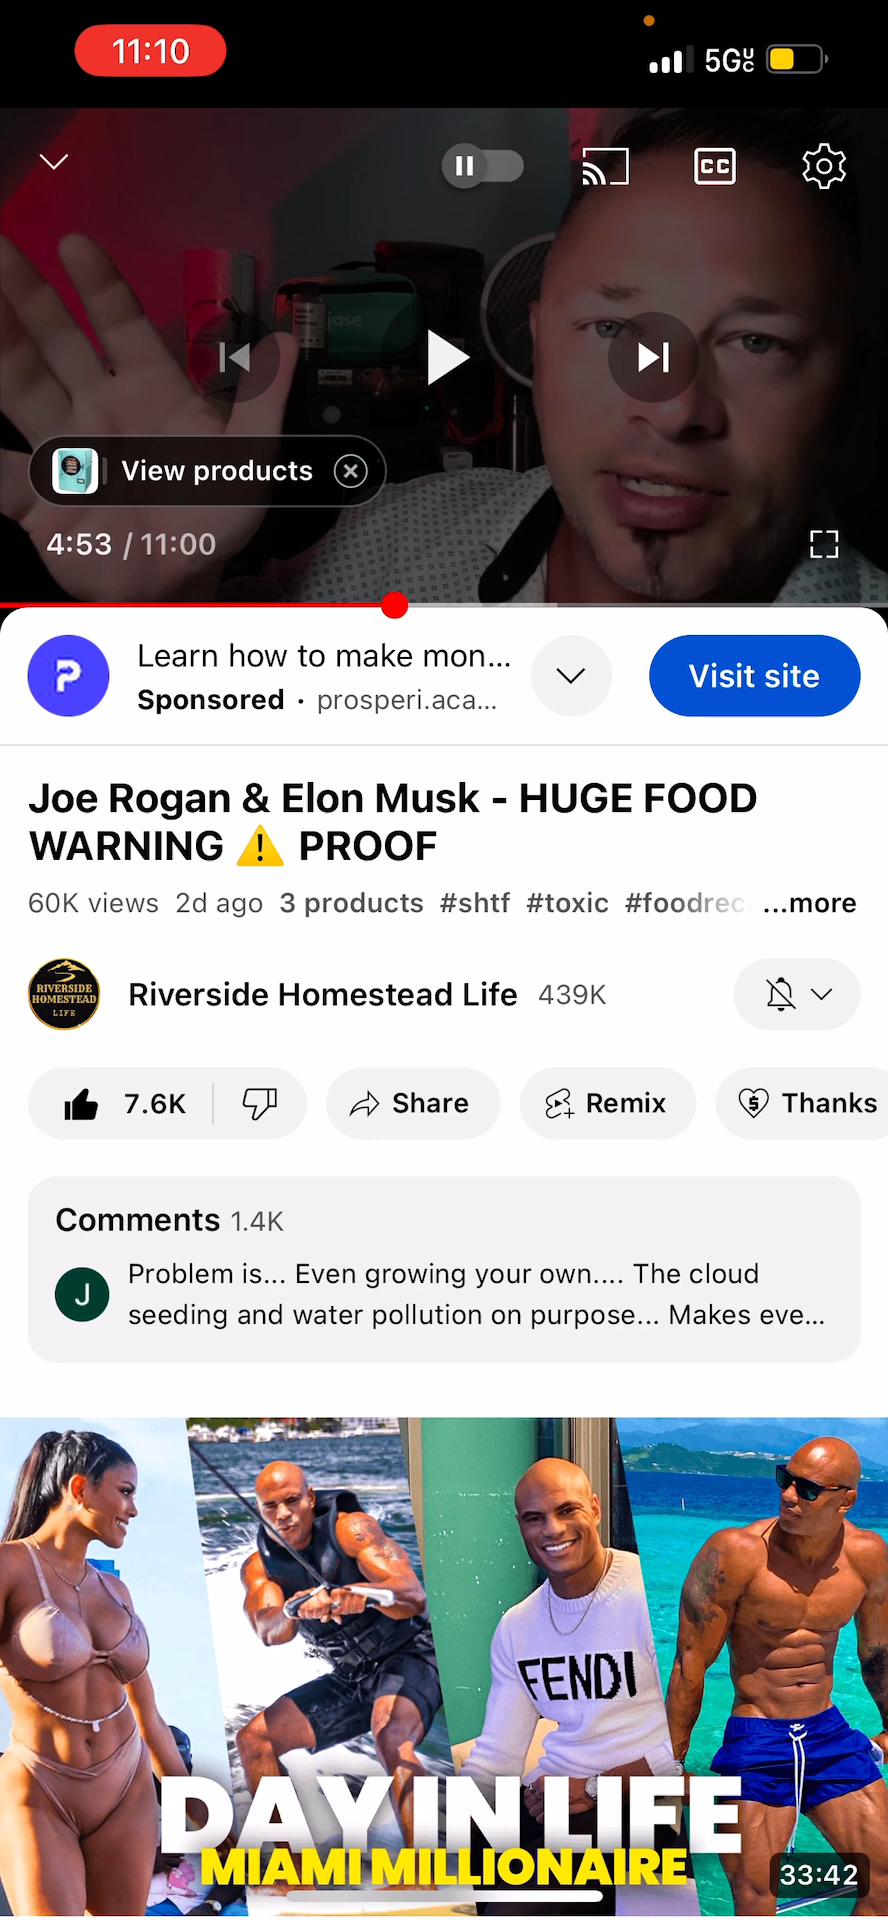 11:10
5GUC
CC
jase
View products
4:53 / 11:00
P
Learn how to make mon...
Visit site
Sponsored · prosperi.aca...
Joe Rogan & Elon Musk - HUGE FOOD
WARNING ⚠️ PROOF
60K views 2d ago 3 products #shtf #toxic #foodrec ...more
RIVERSIDE
HOMESTEAD
LIFE
Riverside Homestead Life 439K
7.6K
Share
Remix
Thanks
Comments 1.4K
J
Problem is... Even growing your own.... The cloud
seeding and water pollution on purpose... Makes eve...
FENDI
DAY IN LIFE
MIAMI MILLIONAIRE
33:42